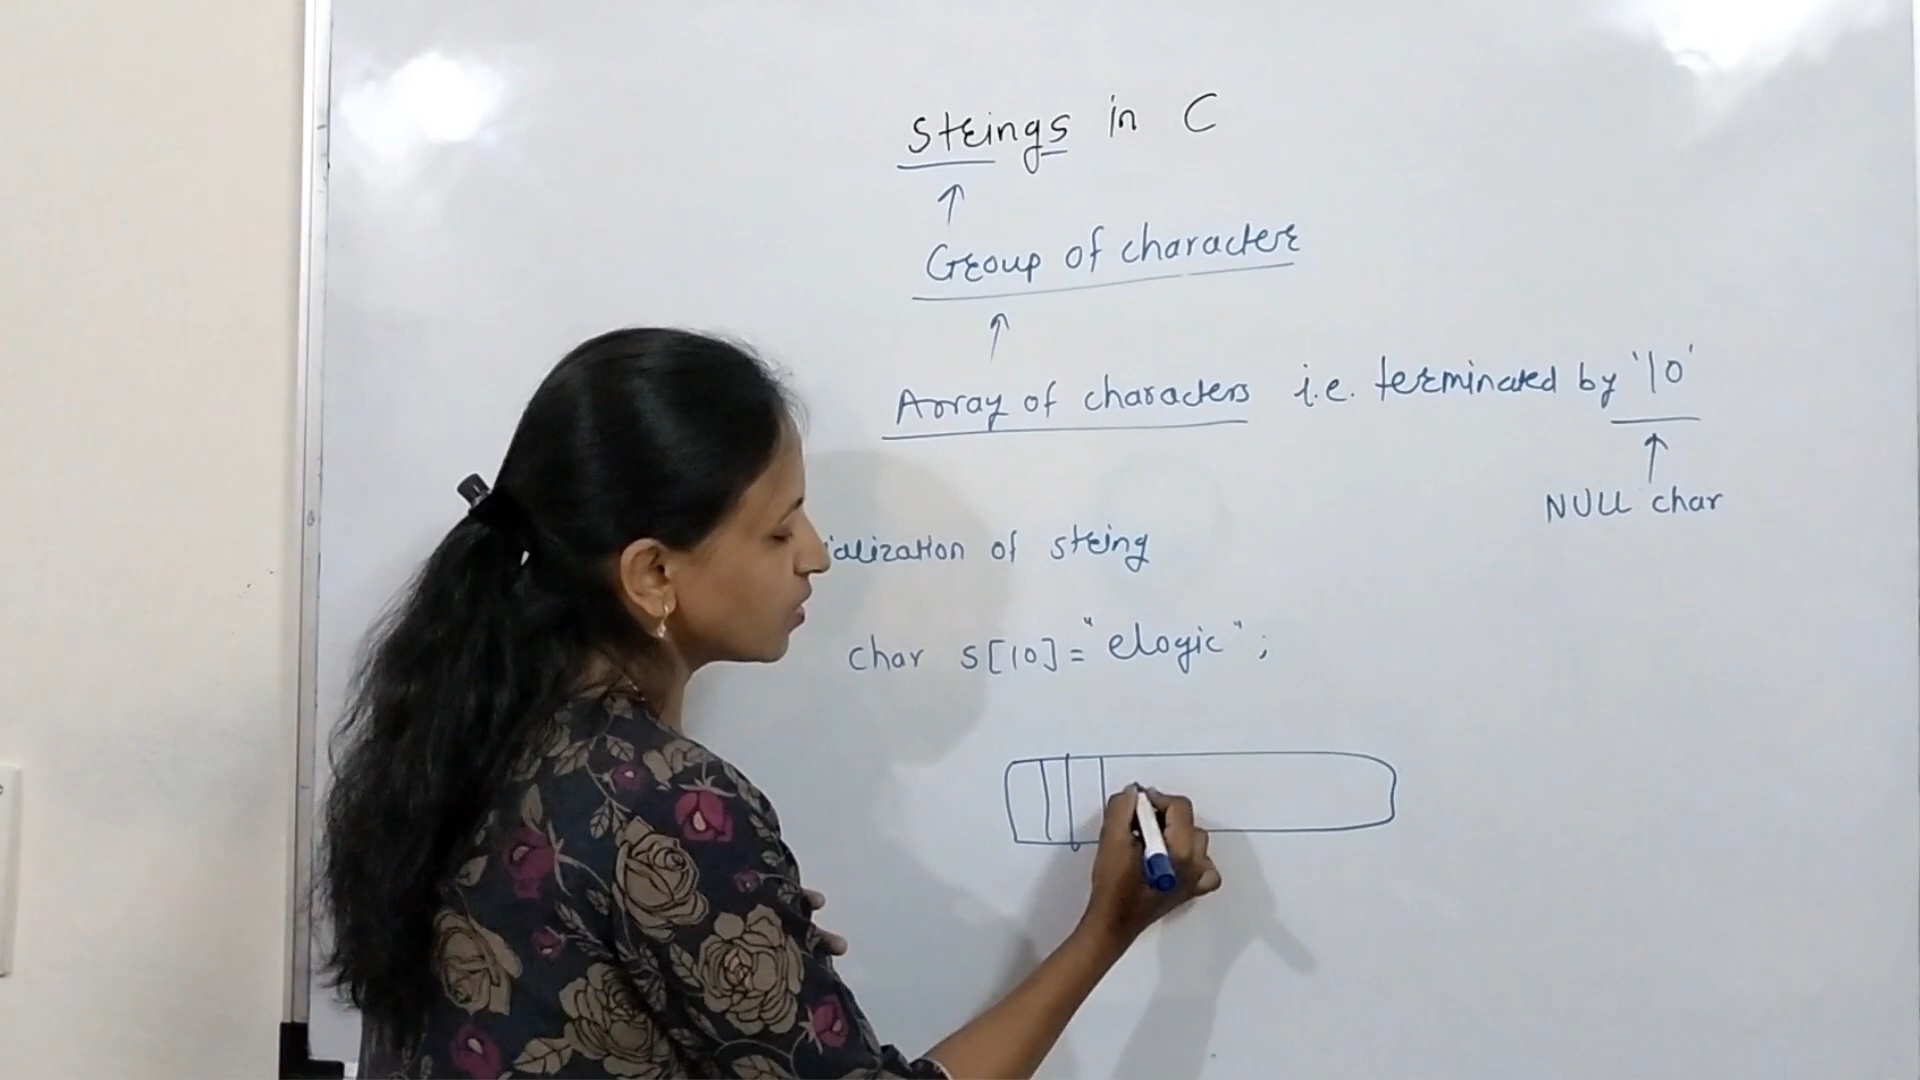 Strings in C
Group of character
Array of characters i.e. terminated by '\0'
NULL char
ialization of string
char s[10] = "elogic";